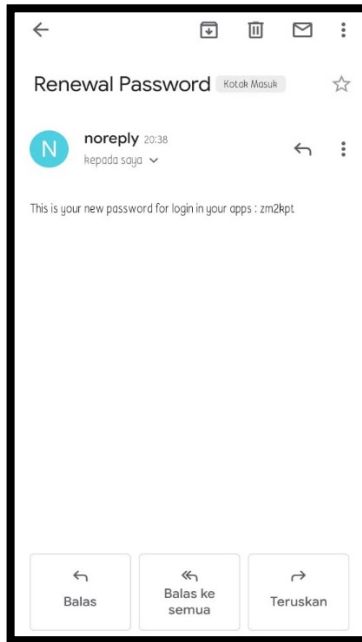 Renewal Password Kotak Masuk
N noreply 20:38
kepada saya
This is your new password for login in your apps : zm2kpt
Balas
Balas ke semua
Teruskan